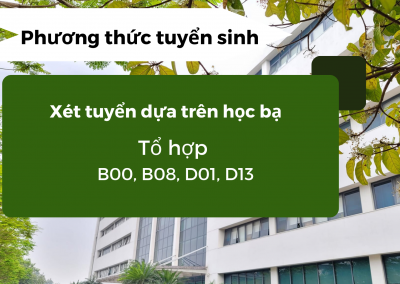 Phương thức tuyển sinh
Xét tuyển dựa trên học bạ
Tổ hợp
B00, B08, D01, D13